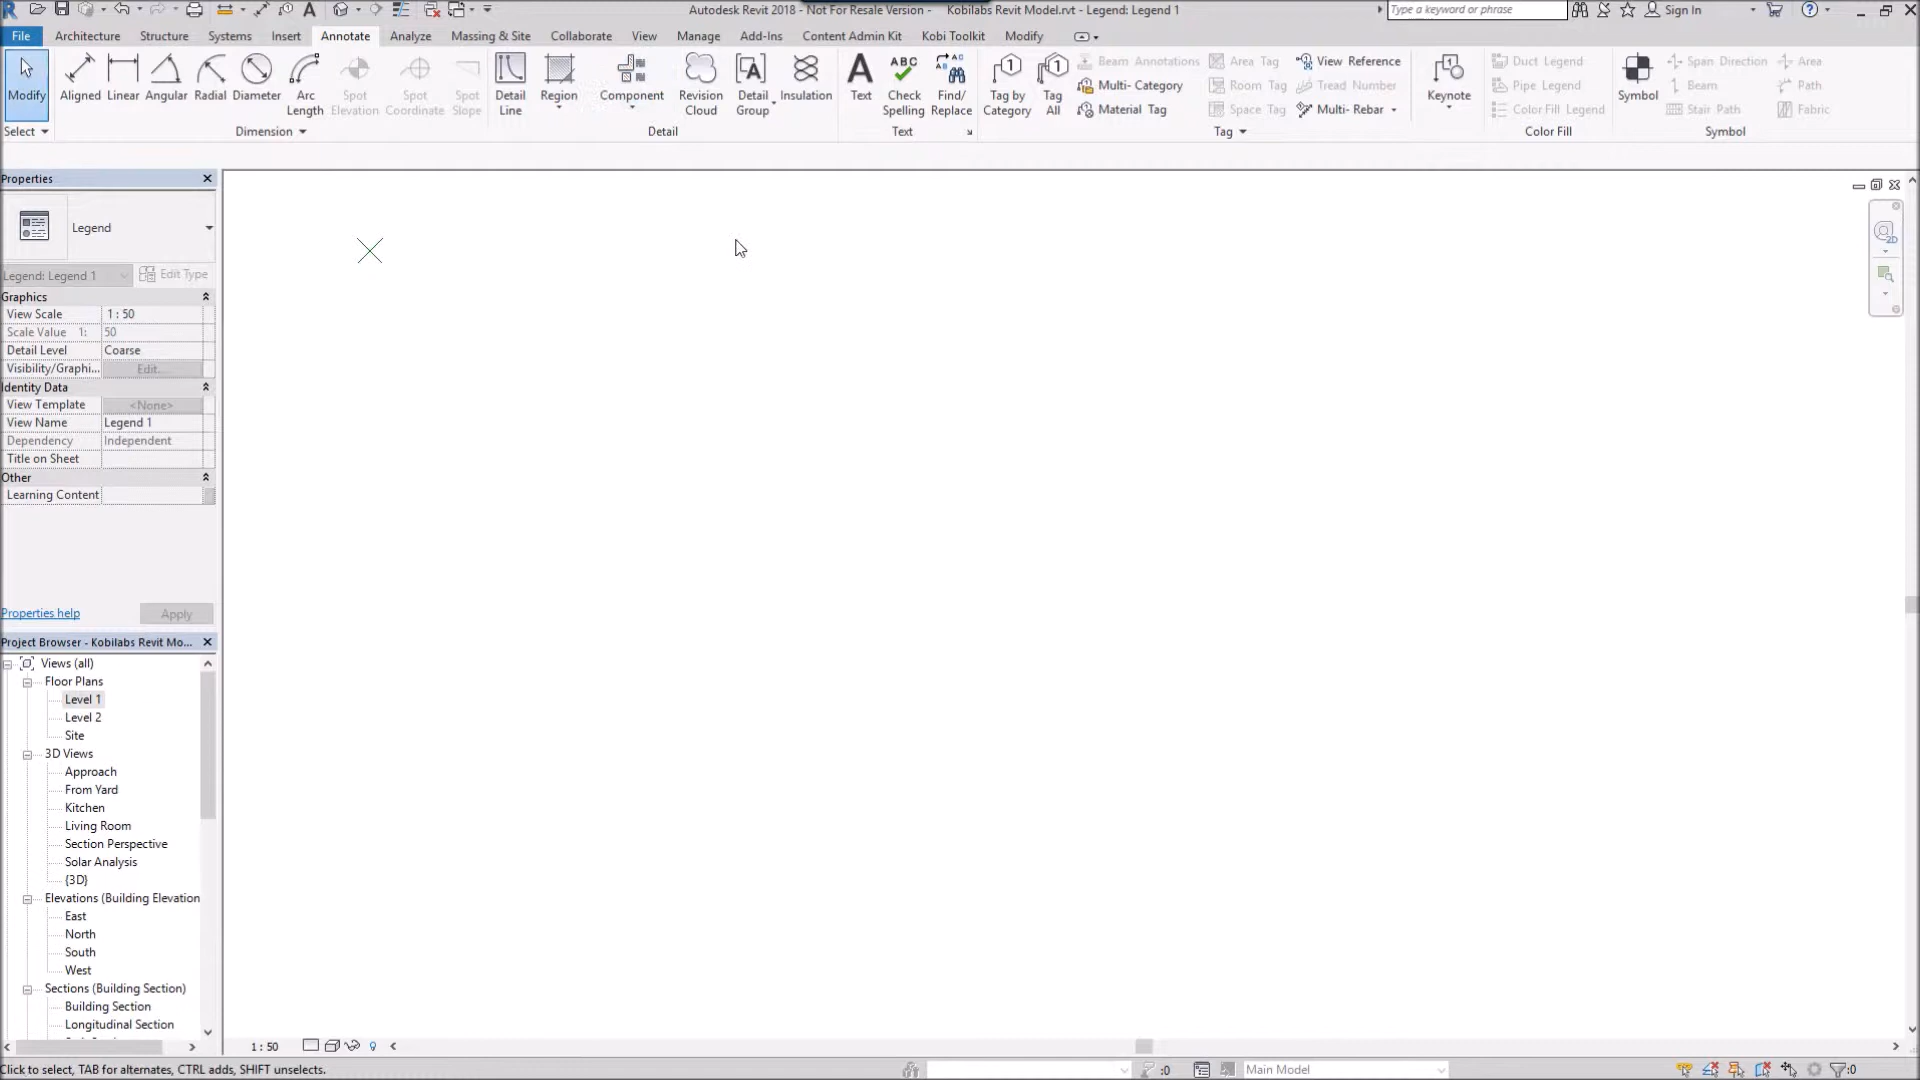 Autodesk Revit 2018 - Not For Resale Version - Kobilabs Revit Model.rvt - Legend: Legend 1
Type a keyword or phrase
Sign In
File Architecture Structure Systems Insert Annotate Analyze Massing & Site Collaborate View Manage Add-Ins Content Admin Kit Kobi Toolkit Modify
Modify
Aligned
Linear
Angular
Radial
Diameter
Arc
Length
Spot
Elevation
Spot
Coordinate
Spot
Slope
Detail
Line
Region
Component
Revision
Cloud
Detail
Group
Insulation
Text
ABC
Check
Spelling
Find/
Replace
Tag by
Category
Tag
All
Beam Annotations
Multi- Category
Material Tag
Area Tag
Room Tag
Space Tag
View Reference
Tread Number
Multi- Rebar
Keynote
Duct Legend
Pipe Legend
Color Fill Legend
Symbol
Span Direction
Beam
Stair Path
Area
Path
Fabric
Select
Dimension
Detail
Text
Tag
Color Fill
Symbol
Properties
Legend
Legend: Legend 1
Edit Type
Graphics
View Scale 1 : 50
Scale Value 1: 50
Detail Level Coarse
Visibility/Graphi... Edit...
Identity Data
View Template <None>
View Name Legend 1
Dependency Independent
Title on Sheet
Other
Learning Content
Properties help
Apply
Project Browser - Kobilabs Revit Mo...
Views (all)
Floor Plans
Level 1
Level 2
Site
3D Views
Approach
From Yard
Kitchen
Living Room
Section Perspective
Solar Analysis
{3D}
Elevations (Building Elevation
East
North
South
West
Sections (Building Section)
Building Section
Longitudinal Section
2D
1 : 50
Click to select, TAB for alternates, CTRL adds, SHIFT unselects.
:0
Main Model
:0